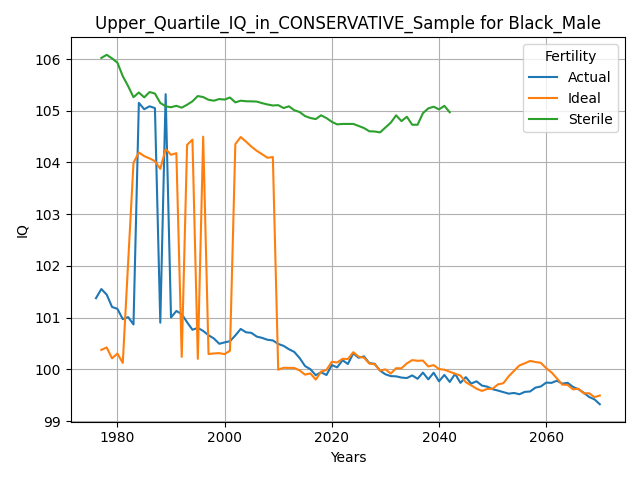 Upper_Quartile_IQ_in_CONSERVATIVE_Sample for Black_Male
Fertility
Actual
Ideal
Sterile
106
105
104
103
102
101
100
99
IQ
1980
2000
2020
2040
2060
Years